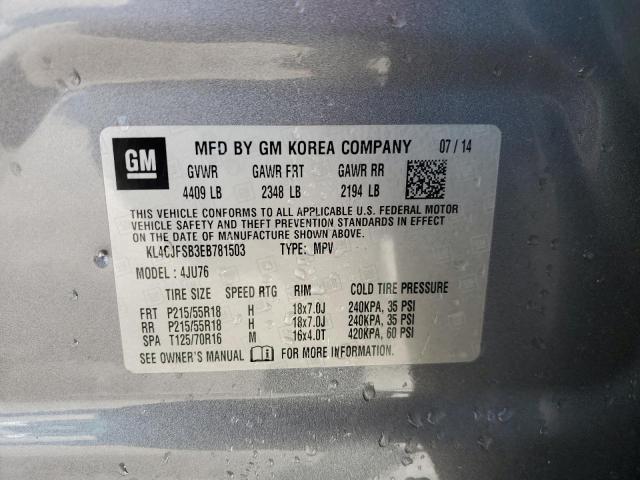 GM MFD BY GM KOREA COMPANY 07/14
GVWR GAWR FRT GAWR RR
4409 LB 2348 LB 2194 LB
THIS VEHICLE CONFORMS TO ALL APPLICABLE U.S. FEDERAL MOTOR
VEHICLE SAFETY AND THEFT PREVENTION STANDARDS IN EFFECT
ON THE DATE OF MANUFACTURE SHOWN ABOVE.
KL4CJFSB3EB781503 TYPE: MPV
MODEL: 4JU76
TIRE SIZE SPEED RTG RIM COLD TIRE PRESSURE
FRT P215/55R18 H 18x7.0J 240KPA, 35 PSI
RR P215/55R18 H 18x7.0J 240KPA, 35 PSI
SPA T125/70R16 M 16x4.0T 420KPA, 60 PSI
SEE OWNER'S MANUAL FOR MORE INFORMATION.